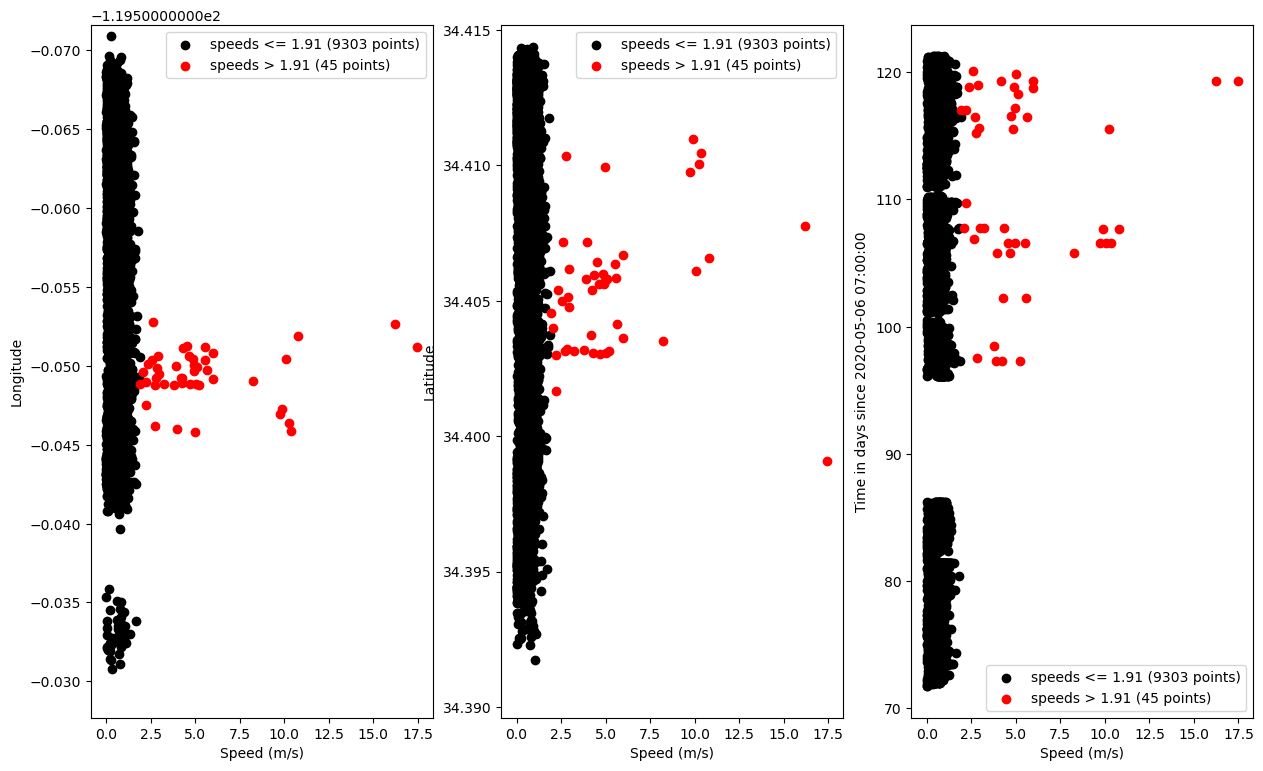 −1.1950000000e2
speeds <= 1.91 (9303 points)
speeds > 1.91 (45 points)
−0.070
−0.065
−0.060
−0.055
−0.050
−0.045
−0.040
−0.035
−0.030
Longitude
0.0 2.5 5.0 7.5 10.0 12.5 15.0 17.5
Speed (m/s)
speeds <= 1.91 (9303 points)
speeds > 1.91 (45 points)
34.415
34.410
34.405
34.400
34.395
34.390
Latitude
0.0 2.5 5.0 7.5 10.0 12.5 15.0 17.5
Speed (m/s)
120
110
100
90
80
70
Time in days since 2020-05-06 07:00:00
speeds <= 1.91 (9303 points)
speeds > 1.91 (45 points)
0.0 2.5 5.0 7.5 10.0 12.5 15.0 17.5
Speed (m/s)